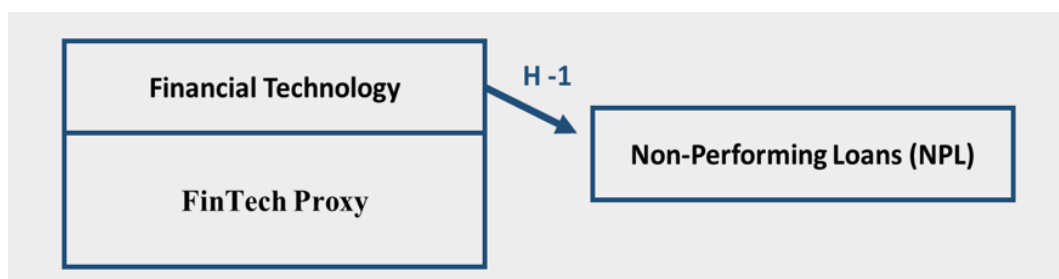 Financial Technology
H -1
Non-Performing Loans (NPL)
FinTech Proxy